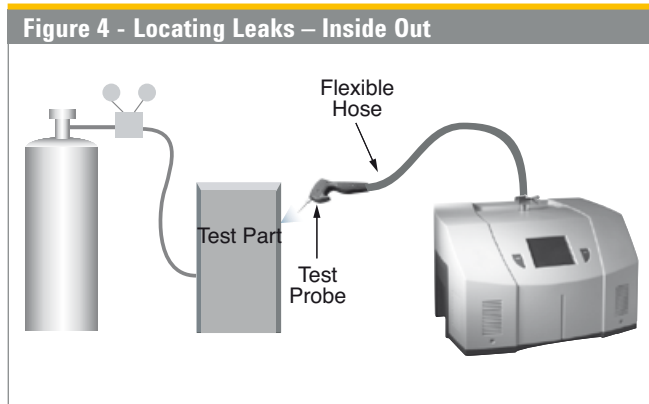 Figure 4 - Locating Leaks – Inside Out
Flexible
Hose
Test Part
Test
Probe